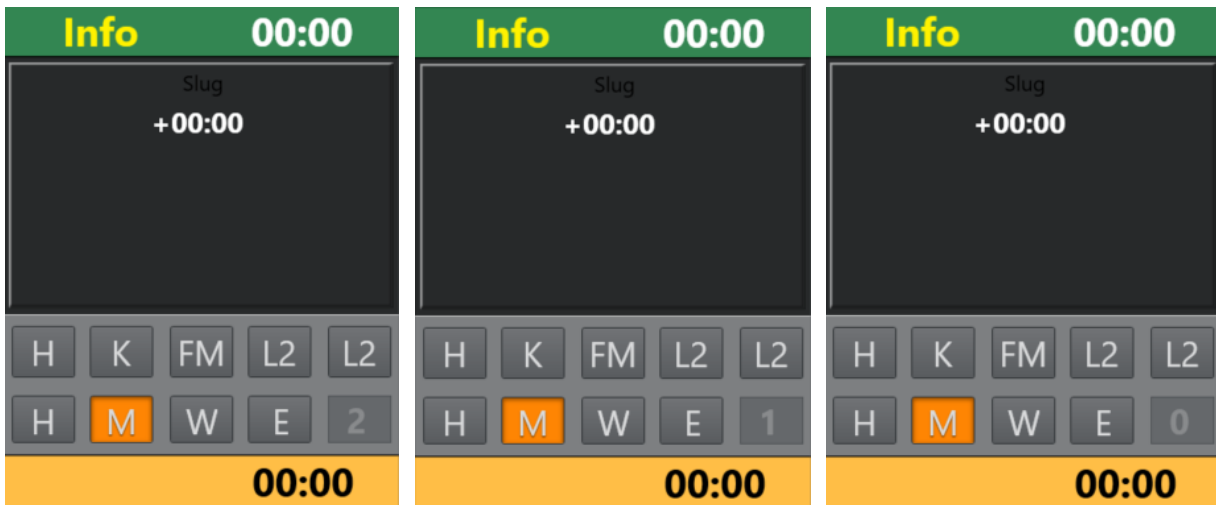 Info 00:00
Slug
+00:00
H K FM L2 L2
H M W E 2
00:00
Info 00:00
Slug
+00:00
H K FM L2 L2
H M W E 1
00:00
Info 00:00
Slug
+00:00
H K FM L2 L2
H M W E 0
00:00